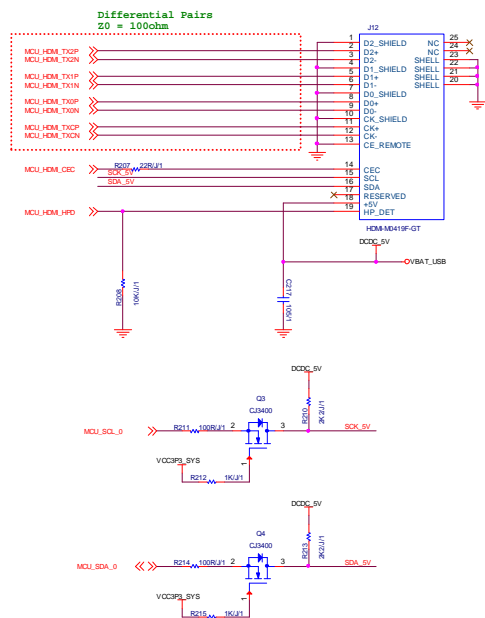 Differential Pairs
Z0 = 100ohm
J12
MCU_HDMI_TX2P
MCU_HDMI_TX2N
MCU_HDMI_TX1P
MCU_HDMI_TX1N
MCU_HDMI_TX0P
MCU_HDMI_TX0N
MCU_HDMI_TXCP
MCU_HDMI_TXCN
1 D2_SHIELD NC 25
2 D2+ NC 24
3 D2- SHELL 23
4 D1_SHIELD SHELL 22
5 D1+ SHELL 21
6 D1- SHELL 20
7 D0_SHIELD
8 D0+
9 D0-
10 CK_SHIELD
11 CK+
12 CK-
13 CE_REMOTE
MCU_HDMI_CEC R207 22R/J/1 14 CEC
SCK_5V 15 SCL
SDA_5V 16 SDA
17 RESERVED
18 +5V
MCU_HDMI_HPD 19 HP_DET
HDMI-M0419F-GT
DCDC_5V
VBAT_USB
R208 10K/J/1
C217 105/1
DCDC_5V
Q3
CJ3400
R210 2K2/J/1
MCU_SCL_0 R211 100R/J/1 2 3 SCK_5V
1
VCC3P3_SYS
R212 1K/J/1
DCDC_5V
Q4
CJ3400
R213 2K2/J/1
MCU_SDA_0 R214 100R/J/1 2 3 SDA_5V
1
VCC3P3_SYS
R215 1K/J/1